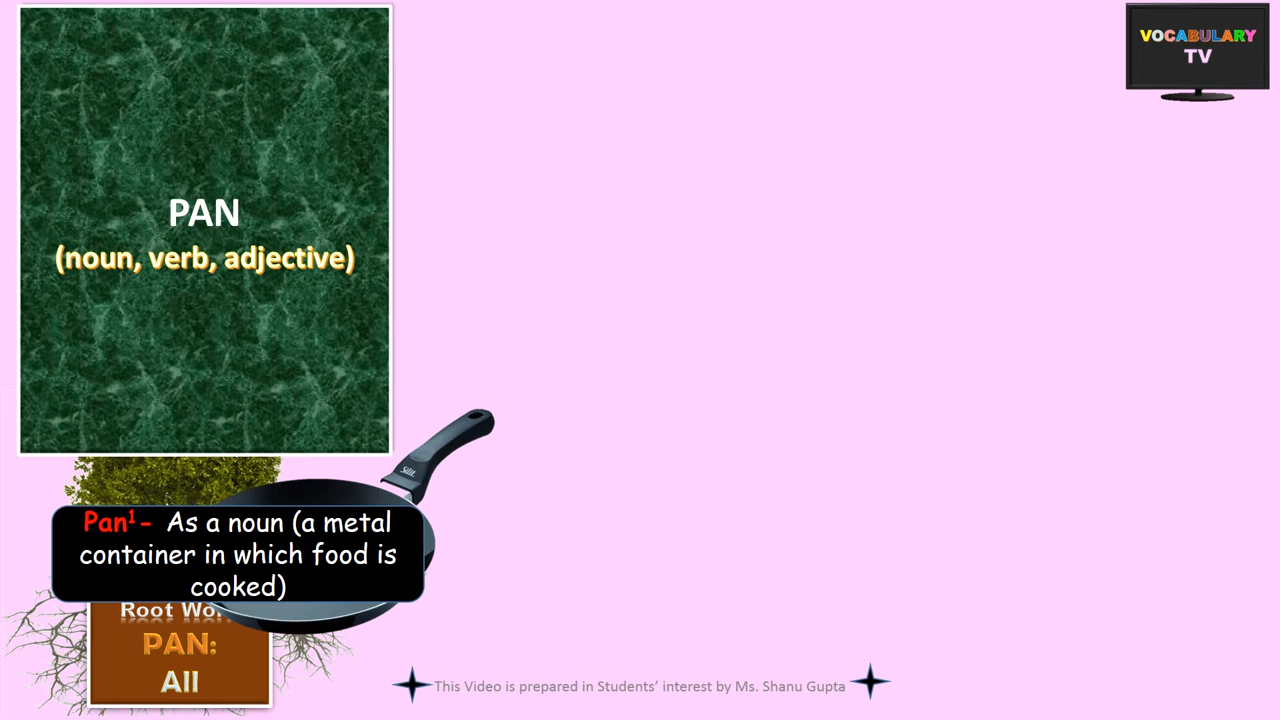 VOCABULARY
TV
PAN
(noun, verb, adjective)
Silit
Pan¹- As a noun (a metal
container in which food is
cooked)
Root
PAN:
All
This Video is prepared in Students’ interest by Ms. Shanu Gupta